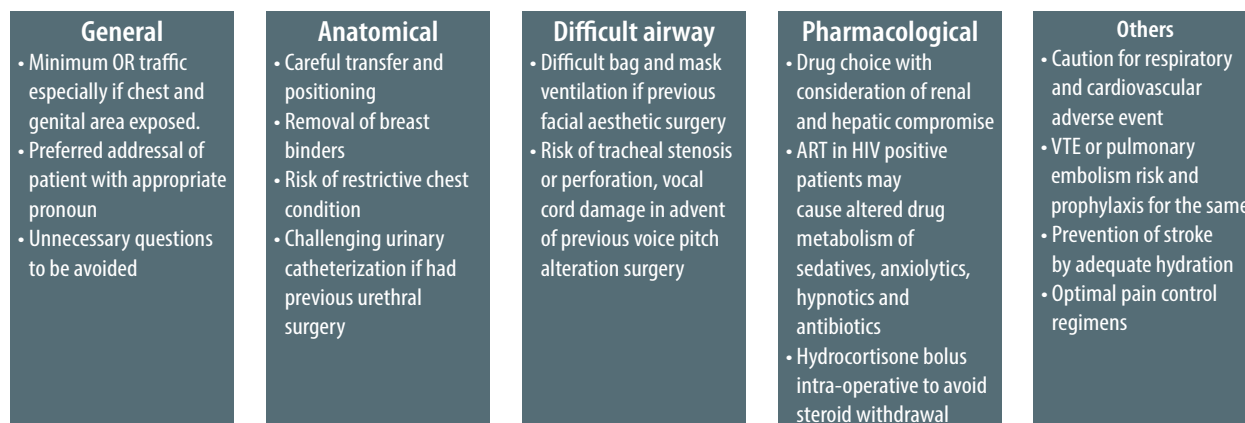 General
• Minimum OR traffic
especially if chest and
genital area exposed.
• Preferred addressal of
patient with appropriate
pronoun
• Unnecessary questions
to be avoided
Anatomical
• Careful transfer and
positioning
• Removal of breast
binders
• Risk of restrictive chest
condition
• Challenging urinary
catheterization if had
previous urethral
surgery
Difficult airway
• Difficult bag and mask
ventilation if previous
facial aesthetic surgery
• Risk of tracheal stenosis
or perforation, vocal
cord damage in advent
of previous voice pitch
alteration surgery
Pharmacological
• Drug choice with
consideration of renal
and hepatic compromise
• ART in HIV positive
patients may
cause altered drug
metabolism of
sedatives, anxiolytics,
hypnotics and
antibiotics
• Hydrocortisone bolus
intra-operative to avoid
steroid withdrawal
Others
• Caution for respiratory
and cardiovascular
adverse event
• VTE or pulmonary
embolism risk and
prophylaxis for the same
• Prevention of stroke
by adequate hydration
• Optimal pain control
regimens